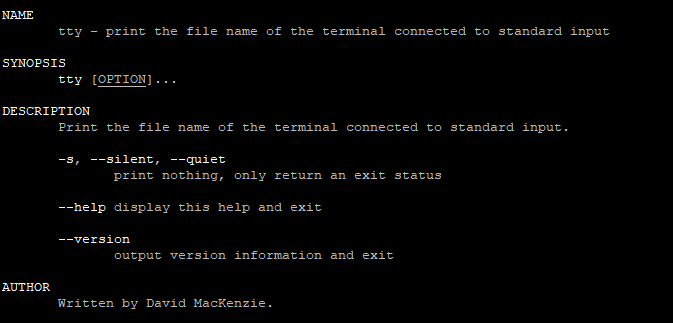 NAME
tty - print the file name of the terminal connected to standard input
SYNOPSIS
tty [OPTION]...
DESCRIPTION
Print the file name of the terminal connected to standard input.
-s, --silent, --quiet
print nothing, only return an exit status
--help display this help and exit
--version
output version information and exit
AUTHOR
Written by David MacKenzie.